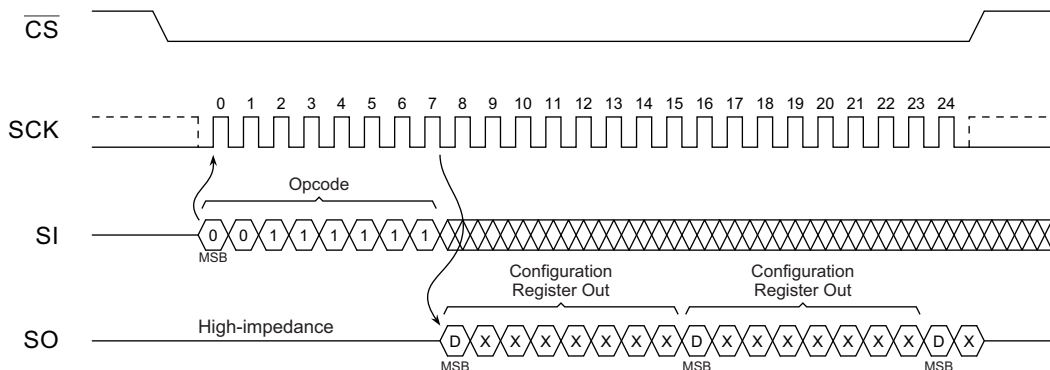 CS
0 1 2 3 4 5 6 7 8 9 10 11 12 13 14 15 16 17 18 19 20 21 22 23 24
SCK
Opcode
SI
0 0 1 1 1 1 1 1
MSB
Configuration
Register Out
Configuration
Register Out
High-impedance
SO
D X X X X X X X D X X X X X X X D X
MSB MSB MSB